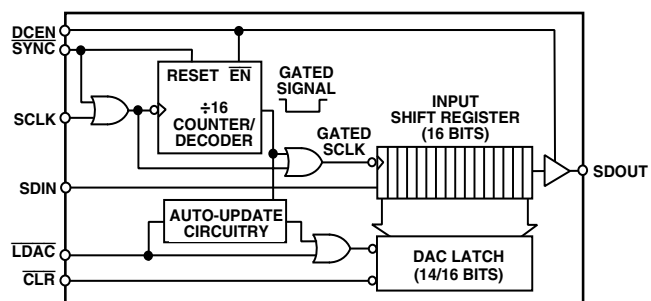 DCEN
SYNC
SCLK
SDIN
LDAC
CLR
RESET EN
÷16
COUNTER/
DECODER
GATED
SIGNAL
GATED
SCLK
INPUT
SHIFT REGISTER
(16 BITS)
SDOUT
AUTO-UPDATE
CIRCUITRY
DAC LATCH
(14/16 BITS)